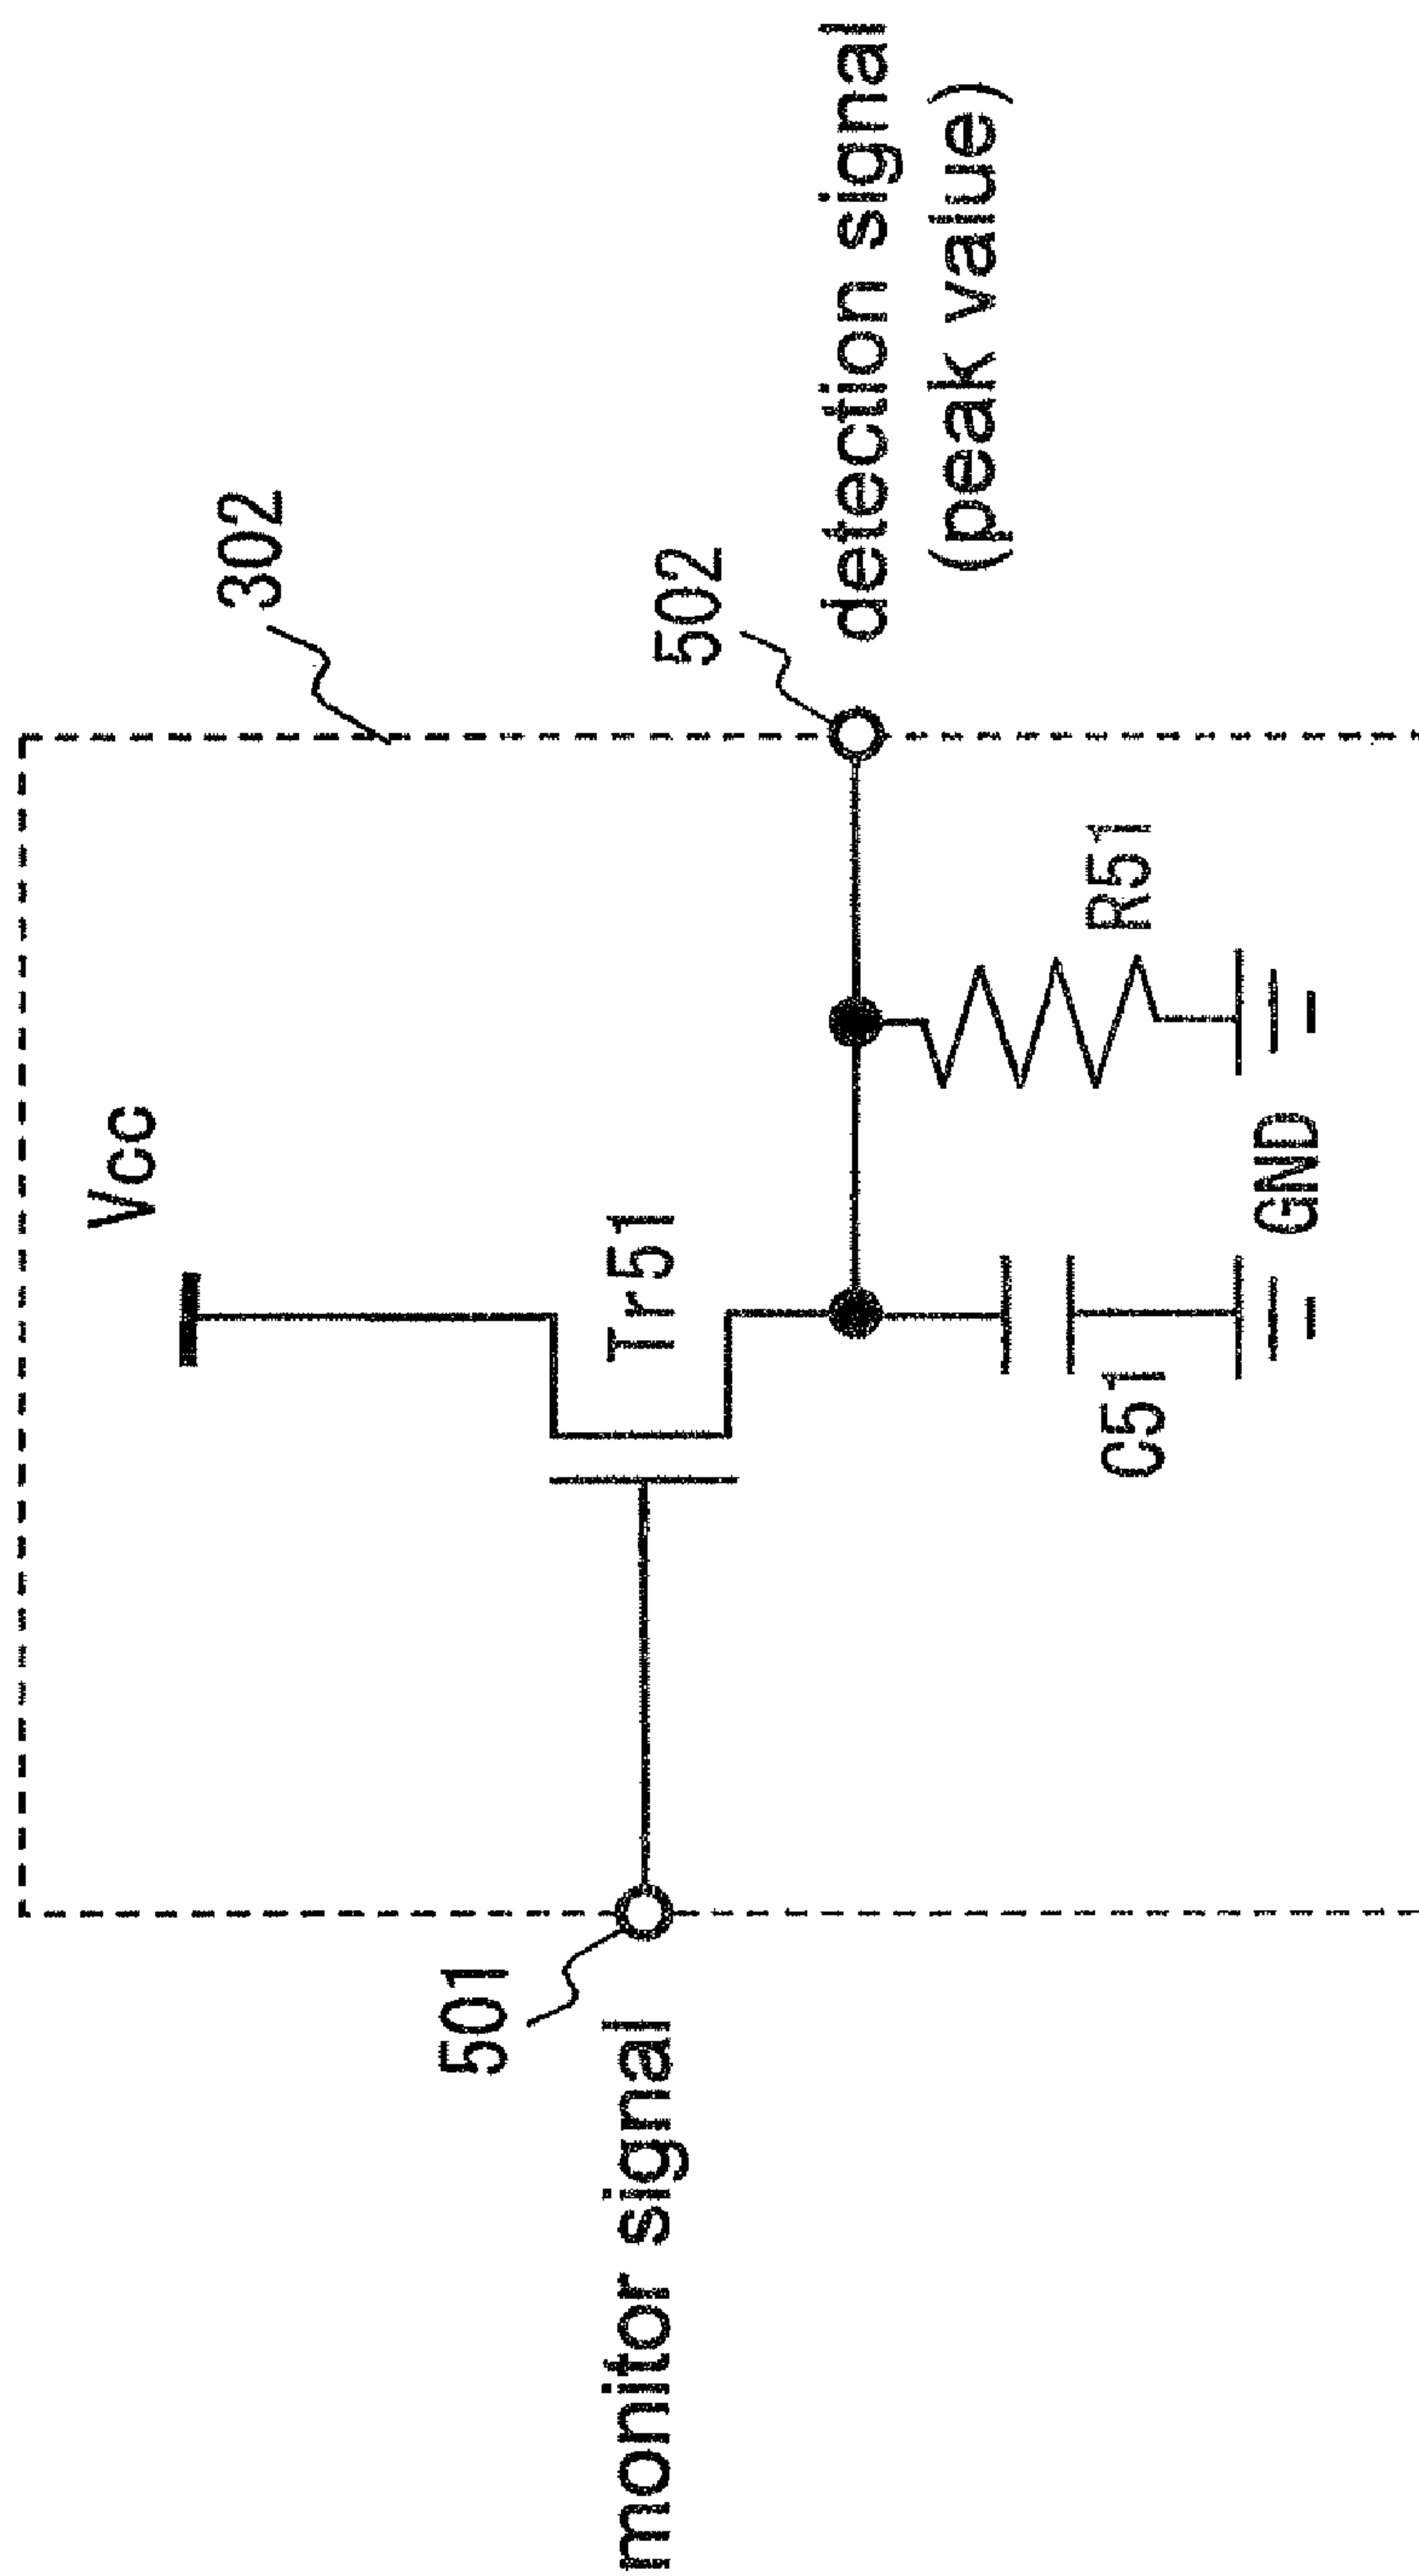 302
Vcc
501
monitor signal
Tr51
502
detection signal
(peak value)
C51
R51
GND